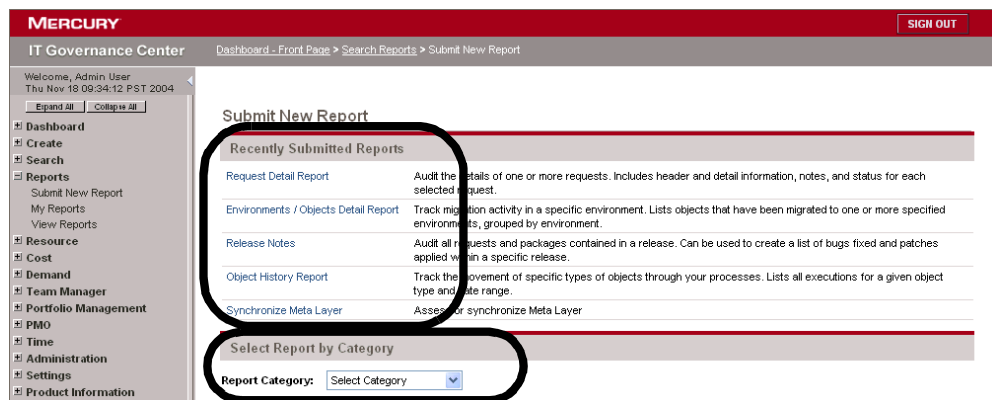 MERCURY
SIGN OUT
IT Governance Center
Dashboard - Front Page > Search Reports > Submit New Report
Welcome, Admin User
Thu Nov 18 09:34:12 PST 2004
Expand All Collapse All
Dashboard
Create
Search
Reports
Submit New Report
My Reports
View Reports
Resource
Cost
Demand
Team Manager
Portfolio Management
PMO
Time
Administration
Settings
Product Information
Submit New Report
Recently Submitted Reports
Request Detail Report
Audit the details of one or more requests. Includes header and detail information, notes, and status for each
selected request.
Environments / Objects Detail Report
Track migration activity in a specific environment. Lists objects that have been migrated to one or more specified
environments, grouped by environment.
Release Notes
Audit all requests and packages contained in a release. Can be used to create a list of bugs fixed and patches
applied within a specific release.
Object History Report
Track the movement of specific types of objects through your processes. Lists all executions for a given object
type and date range.
Synchronize Meta Layer
Assess or synchronize Meta Layer
Select Report by Category
Report Category: Select Category